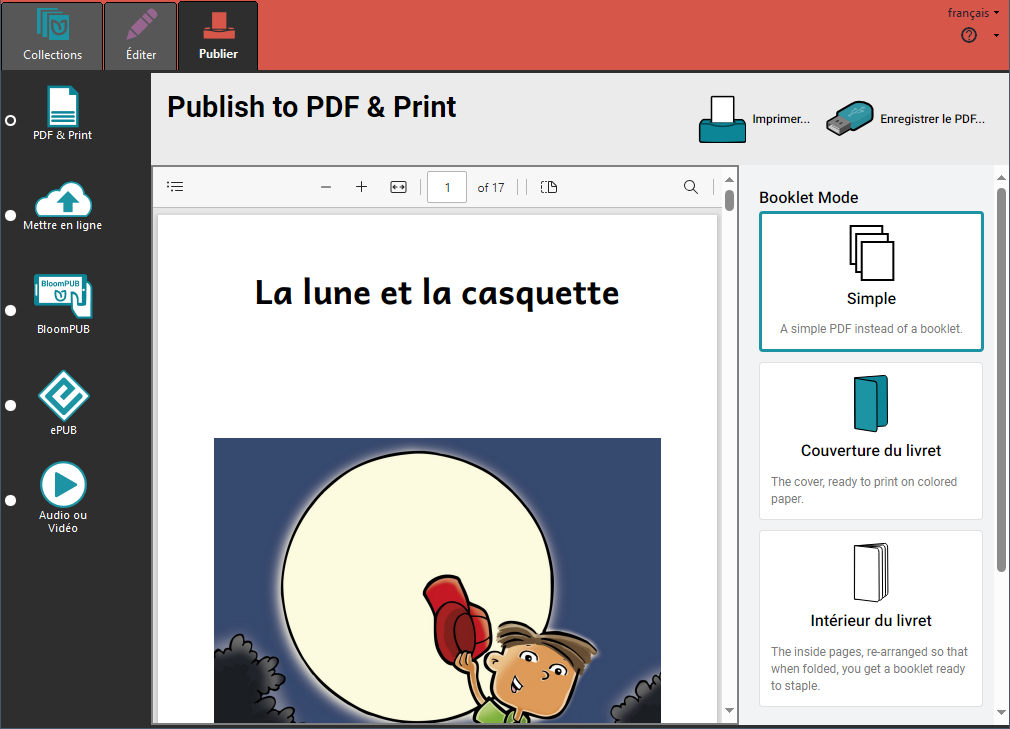 français
Collections
Éditer
Publier
PDF & Print
Mettre en ligne
BloomPUB
BloomPUB
ePUB
Audio ou
Vidéo
Publish to PDF & Print
Imprimer...
Enregistrer le PDF...
1 of 17
La lune et la casquette
Booklet Mode
Simple
A simple PDF instead of a booklet.
Couverture du livret
The cover, ready to print on colored
paper.
Intérieur du livret
The inside pages, re-arranged so that
when folded, you get a booklet ready
to staple.